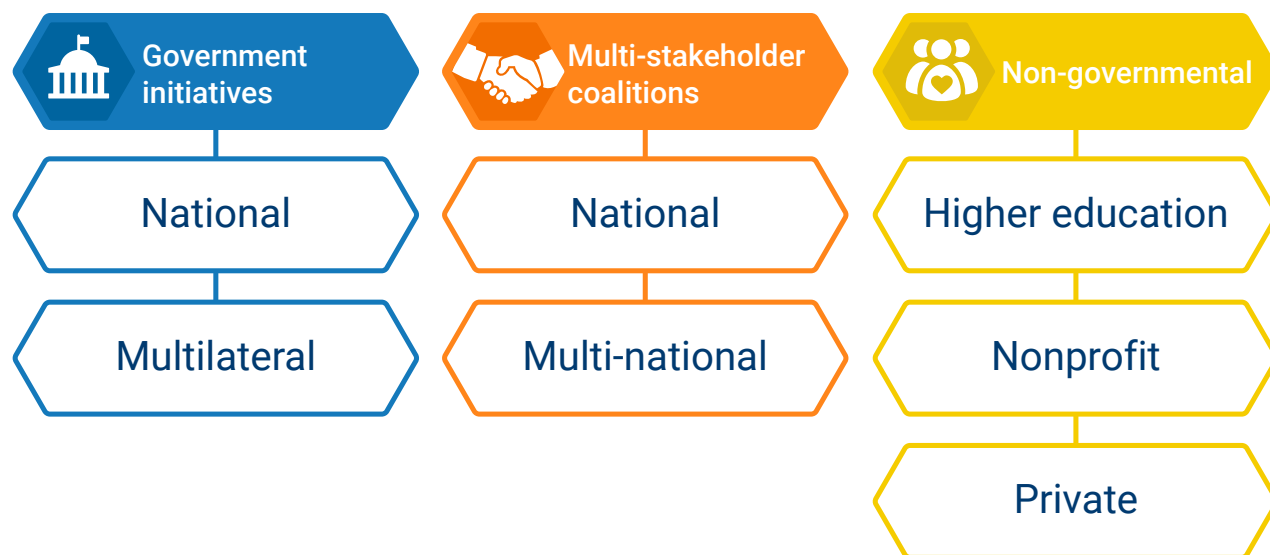 Government
initiatives
National
Multilateral
Multi-stakeholder
coalitions
National
Multi-national
Non-governmental
Higher education
Nonprofit
Private